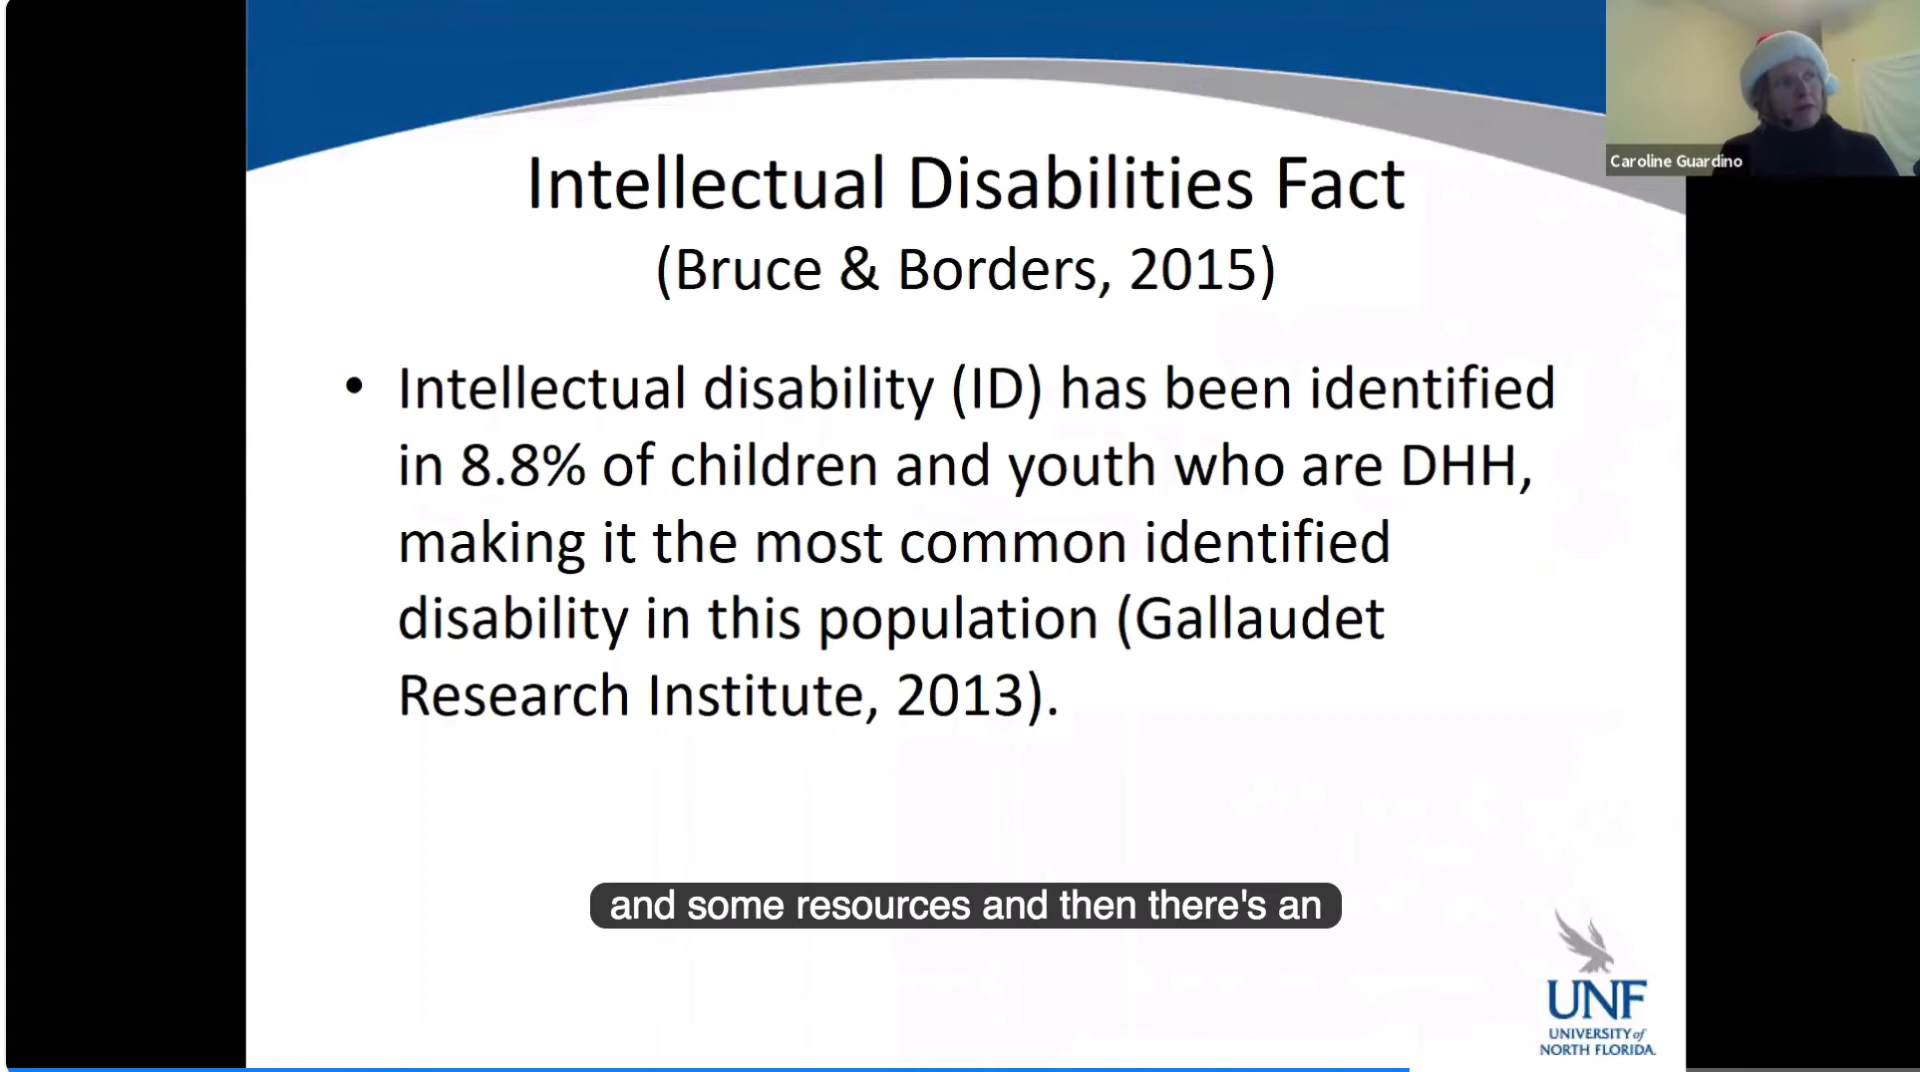 Intellectual Disabilities Fact
(Bruce & Borders, 2015)
Caroline Guardino
• Intellectual disability (ID) has been identified
in 8.8% of children and youth who are DHH,
making it the most common identified
disability in this population (Gallaudet
Research Institute, 2013).
and some resources and then there's an
UNF
UNIVERSITY of
NORTH FLORIDA.